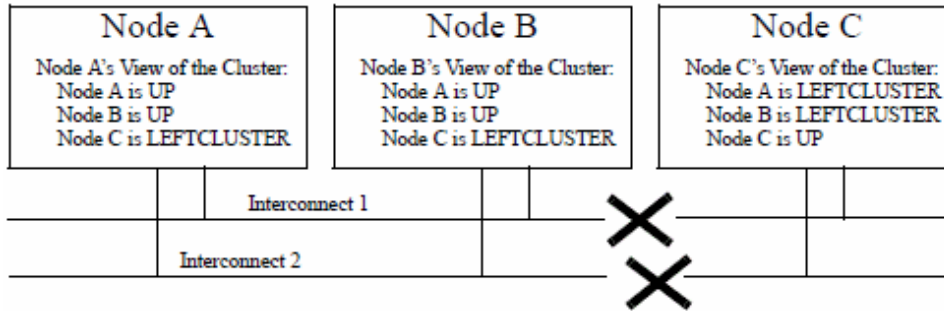 Node A
Node A's View of the Cluster:
Node A is UP
Node B is UP
Node C is LEFTCLUSTER
Node B
Node B's View of the Cluster:
Node A is UP
Node B is UP
Node C is LEFTCLUSTER
Node C
Node C's View of the Cluster:
Node A is LEFTCLUSTER
Node B is LEFTCLUSTER
Node C is UP
Interconnect 1
Interconnect 2